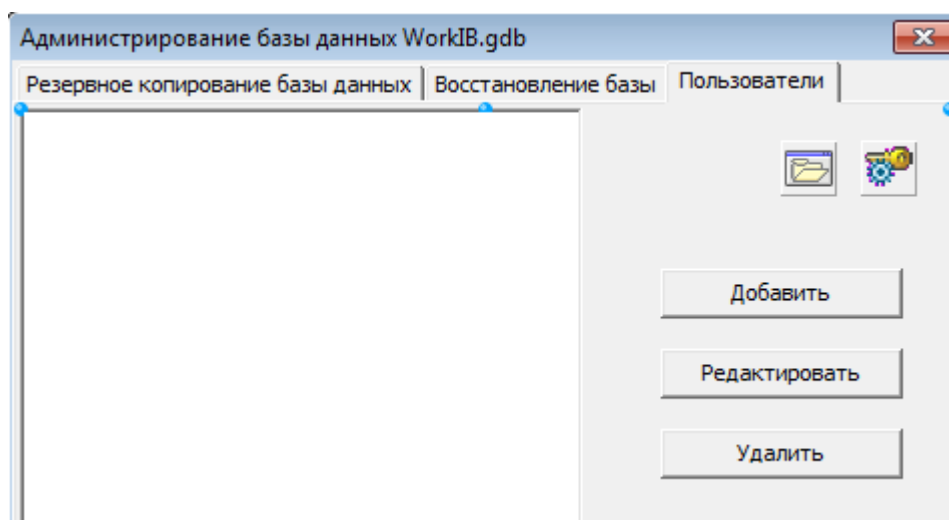 Администрирование базы данных WorkIB.gdb
Резервное копирование базы данных Восстановление базы Пользователи
Добавить
Редактировать
Удалить